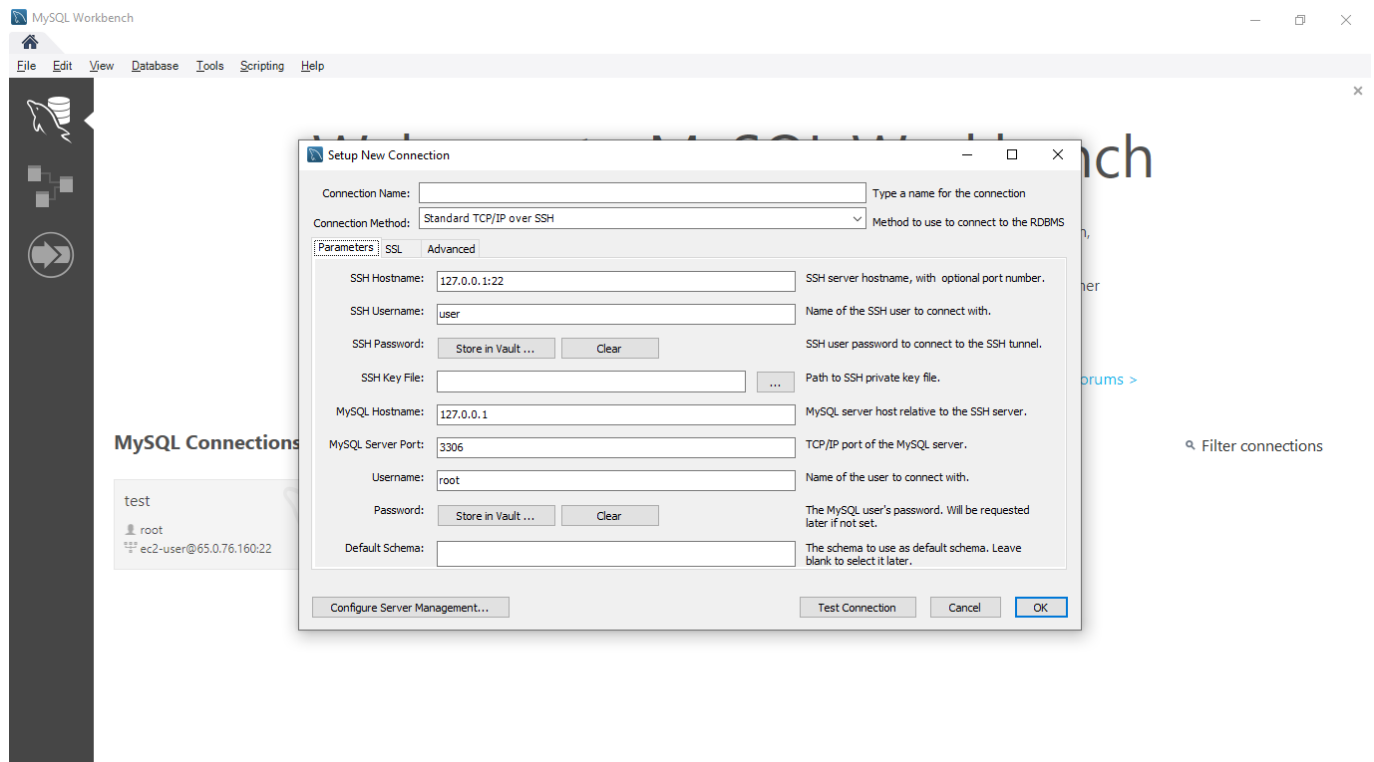 MySQL Workbench
File Edit View Database Tools Scripting Help
Setup New Connection
Connection Name: Type a name for the connection
Connection Method: Standard TCP/IP over SSH Method to use to connect to the RDBMS
Parameters SSL Advanced
SSH Hostname: 127.0.0.1:22 SSH server hostname, with optional port number.
SSH Username: user Name of the SSH user to connect with.
SSH Password: Store in Vault ... Clear SSH user password to connect to the SSH tunnel.
SSH Key File: ... Path to SSH private key file.
MySQL Hostname: 127.0.0.1 MySQL server host relative to the SSH server.
MySQL Server Port: 3306 TCP/IP port of the MySQL server.
Username: root Name of the user to connect with.
Password: Store in Vault ... Clear The MySQL user's password. Will be requested
later if not set.
Default Schema: The schema to use as default schema. Leave
blank to select it later.
Configure Server Management... Test Connection Cancel OK
MySQL Connections
Filter connections
test
root
ec2-user@65.0.76.160:22